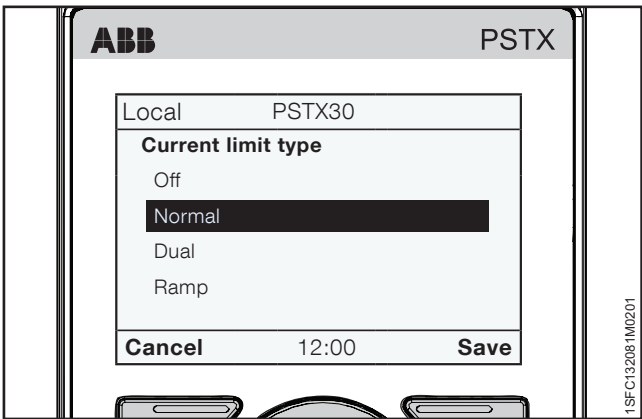 ABB PSTX
Local PSTX30
Current limit type
Off
Normal
Dual
Ramp
Cancel 12:00 Save
1SFC132081M0201